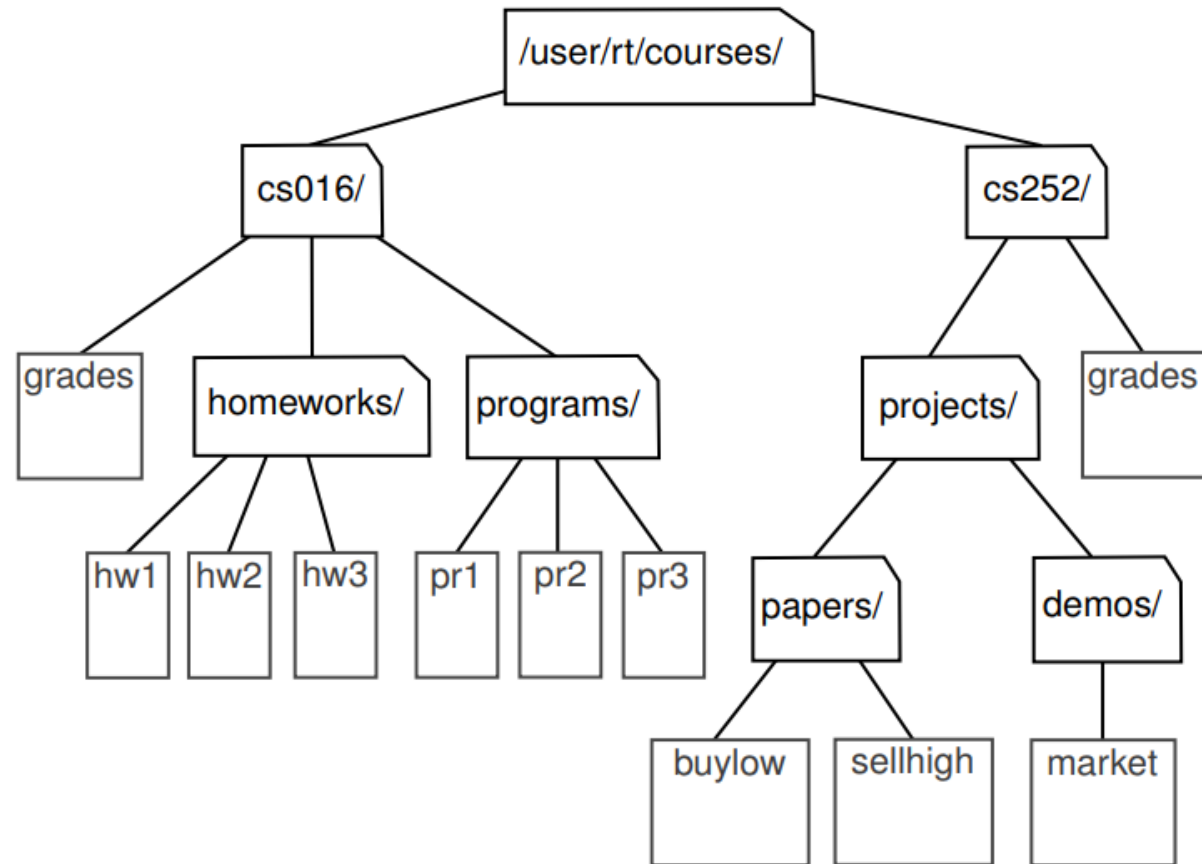 /user/rt/courses/
cs016/
cs252/
grades
homeworks/
programs/
projects/
grades
hw1
hw2
hw3
pr1
pr2
pr3
papers/
demos/
buylow
sellhigh
market